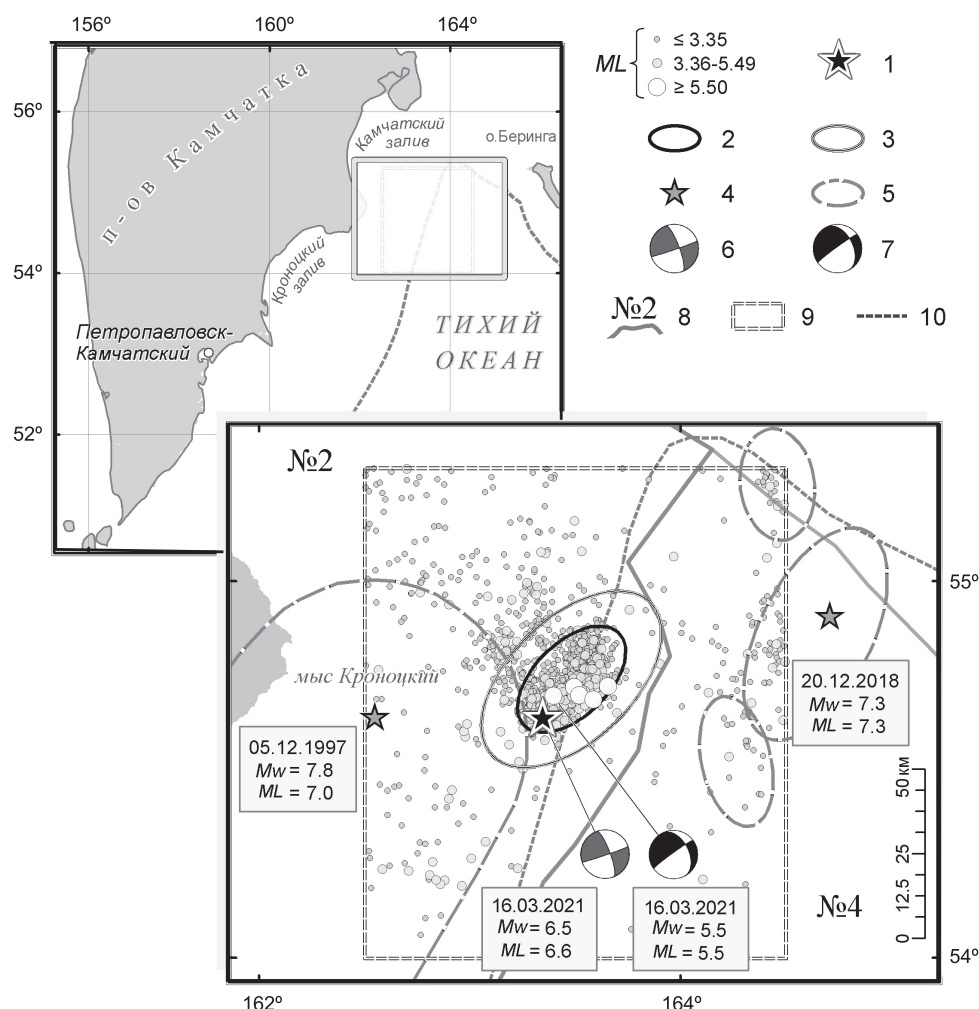 156º 160º 164º
56º
54º
52º
п-ов Камчатка
Камчатский
залив
о.Беринга
Кроноцкий
залив
Петропавловск-
Камчатский
ТИХИЙ
ОКЕАН
ML
≤ 3.35
3.36-5.49
≥ 5.50
1
2
3
4
5
6
7
№2
8
9
10
№2
мыс Кроноцкий
05.12.1997
Mw = 7.8
ML = 7.0
20.12.2018
Mw = 7.3
ML = 7.3
16.03.2021
Mw = 6.5
ML = 6.6
16.03.2021
Mw = 5.5
ML = 5.5
№4
50 км
25
12.5
0
55º
54º
162º 164º